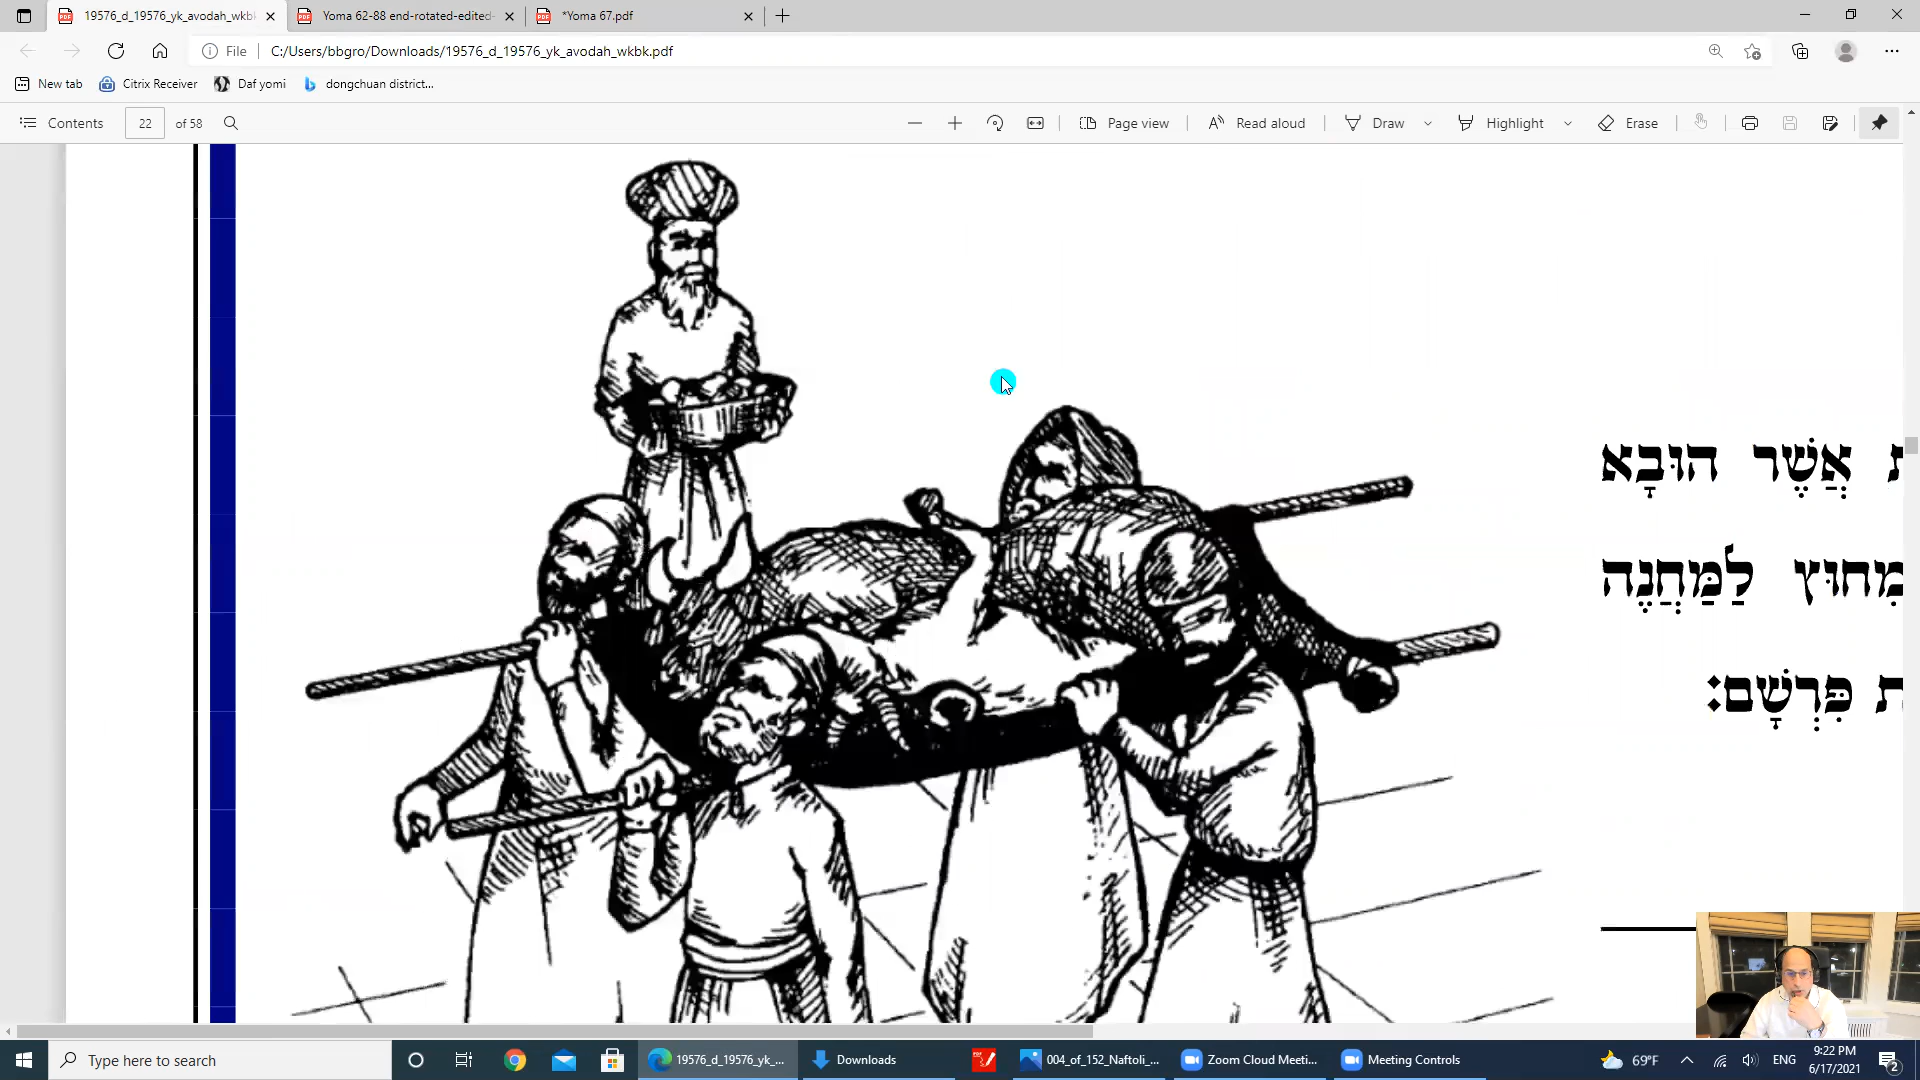 19576_d_19576_yk_avodah_wkbk
Yoma 62-88 end-rotated-edited-
*Yoma 67.pdf
File
C:/Users/bbgro/Downloads/19576_d_19576_yk_avodah_wkbk.pdf
New tab
Citrix Receiver
Daf yomi
dongchuan district...
Contents
22
of 58
Page view
Read aloud
Draw
Highlight
Erase
אֲשֶׁר הוּבָא
מִחוּץ לַמַּחֲנֶה
פִּרְשָׁם׃
Type here to search
19576_d_19576_yk_...
Downloads
004_of_152_Naftoli_...
Zoom Cloud Meeti...
Meeting Controls
69°F
ENG
9:22 PM
6/17/2021
2